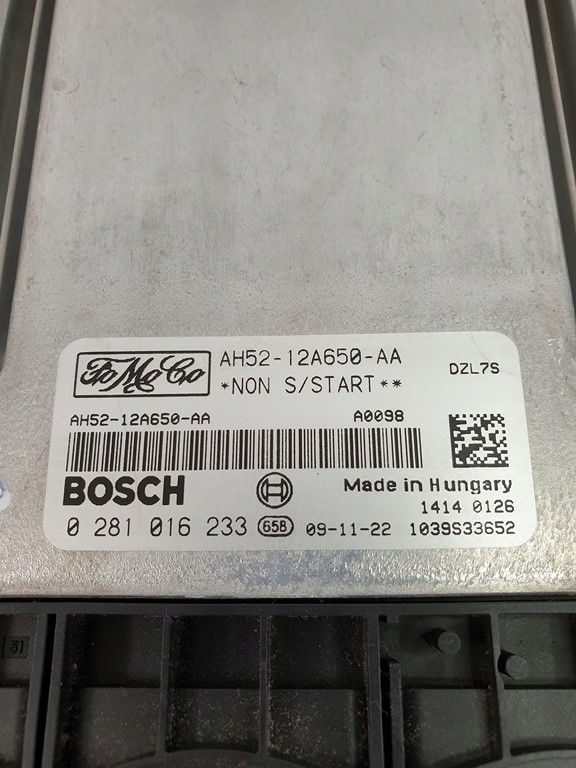 FoMoCo AH52-12A650-AA DZL7S
*NON S/START**
AH52-12A650-AA A0098
BOSCH Made in Hungary
1414 0126
0 281 016 233 65B 09-11-22 1039S33652
31